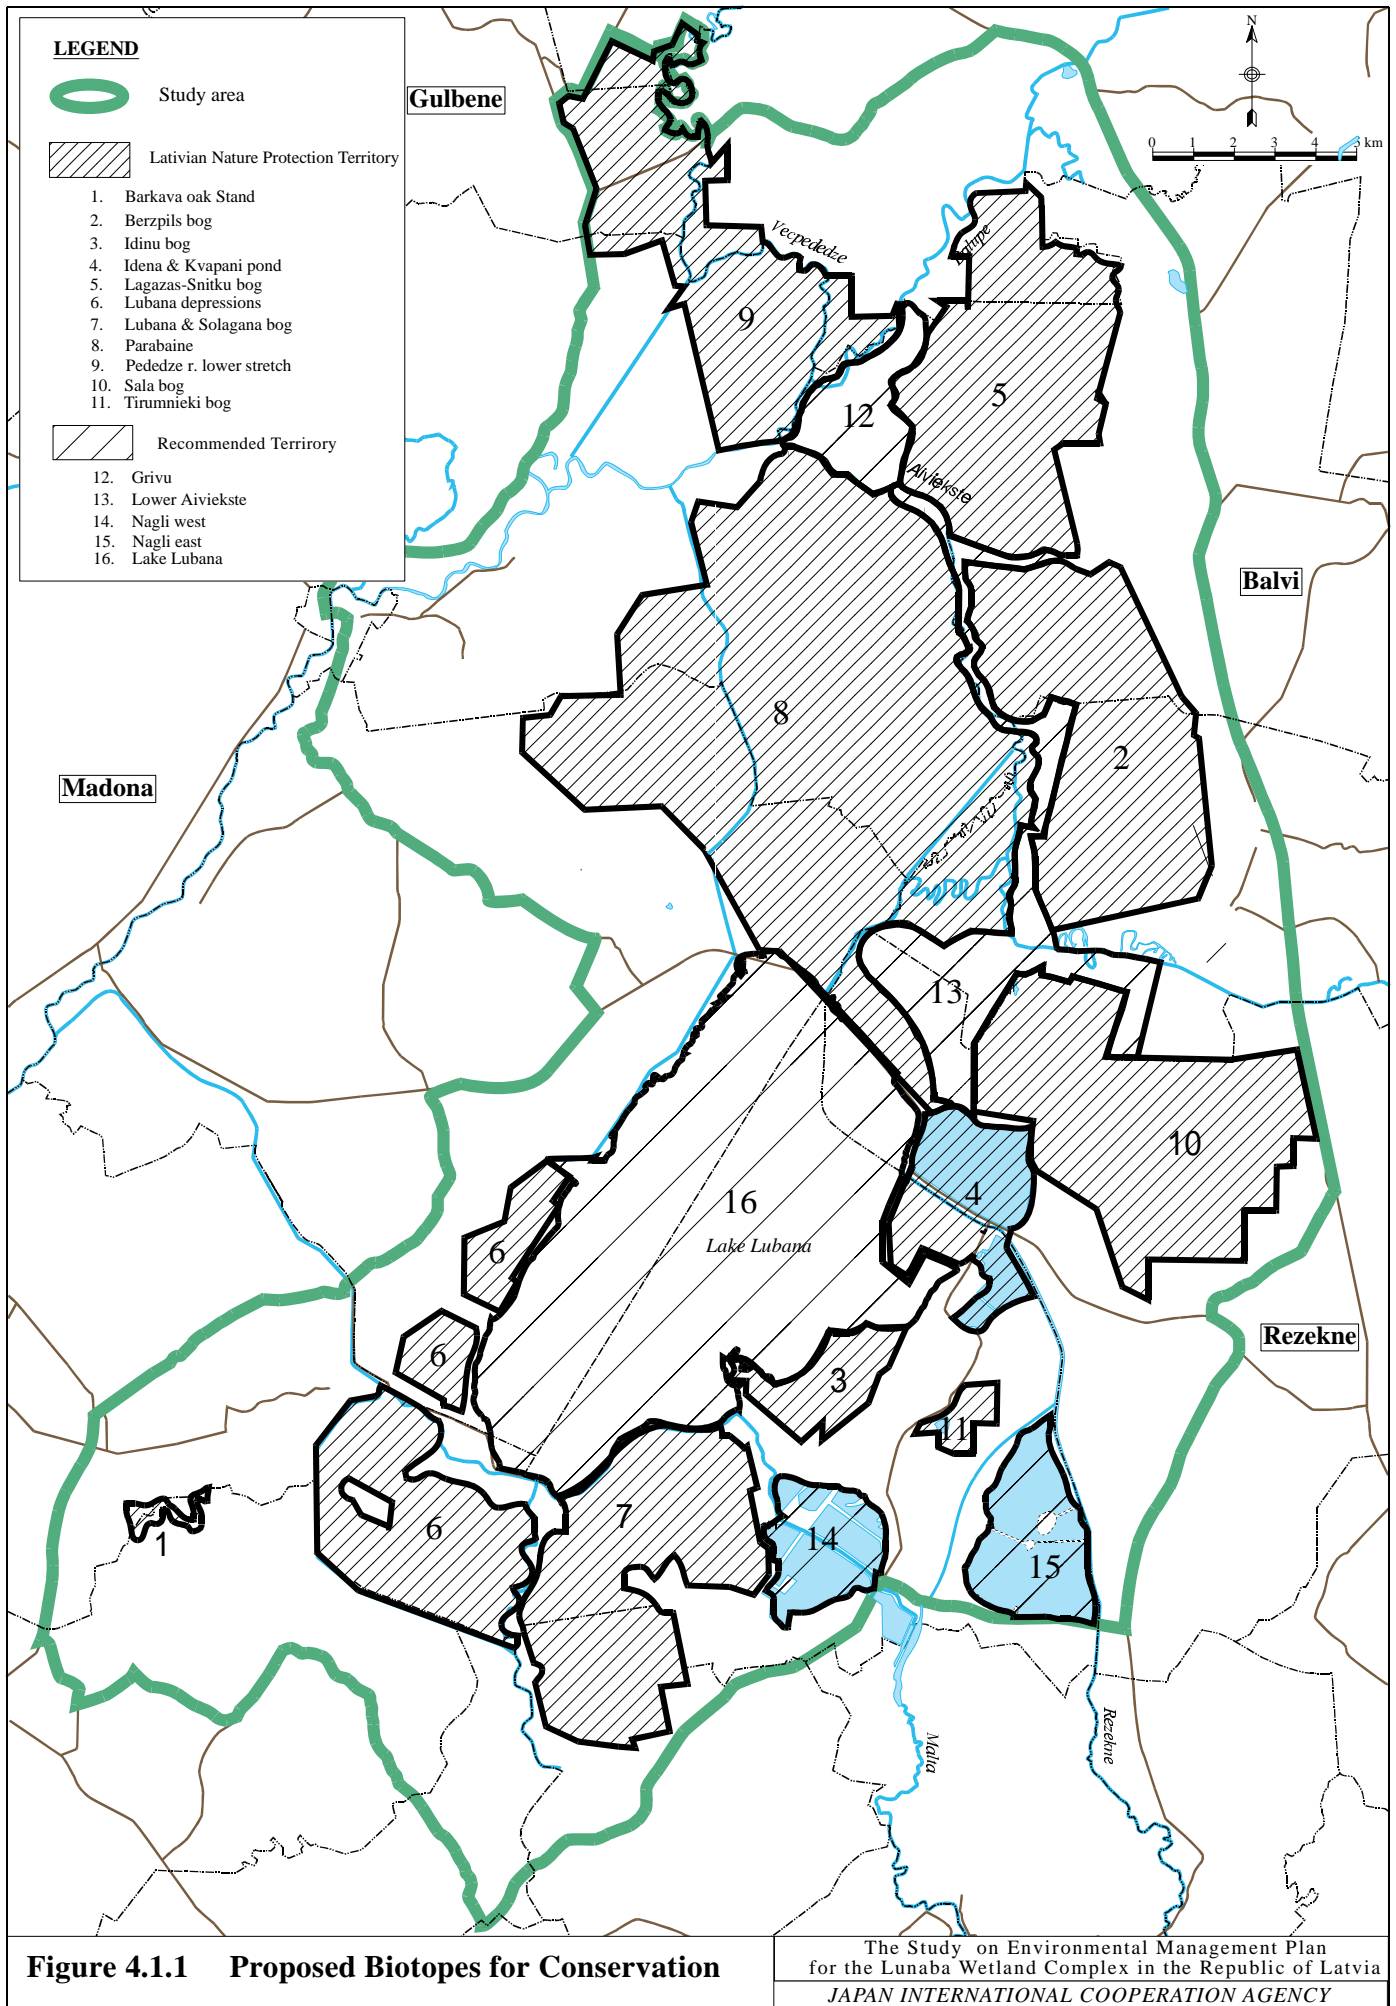 LEGEND
Study area
Lativian Nature Protection Territory
1. Barkava oak Stand
2. Berzpils bog
3. Idinu bog
4. Idena & Kvapani pond
5. Lagazas-Snitku bog
6. Lubana depressions
7. Lubana & Solagana bog
8. Parabaine
9. Pededze r. lower stretch
10. Sala bog
11. Tirumnieki bog
Recommended Terrirory
12. Grivu
13. Lower Aiviekste
14. Nagli west
15. Nagli east
16. Lake Lubana
Gulbene
N
0 1 2 3 4 5 km
Vecpededze
9
12
5
Aiviekste
Balvi
8
2
Madona
13
10
4
16
Lake Lubana
6
Rezekne
6
3
11
1
6
7
14
15
Malta
Rezekne
Figure 4.1.1 Proposed Biotopes for Conservation
The Study on Environmental Management Plan
for the Lunaba Wetland Complex in the Republic of Latvia
JAPAN INTERNATIONAL COOPERATION AGENCY